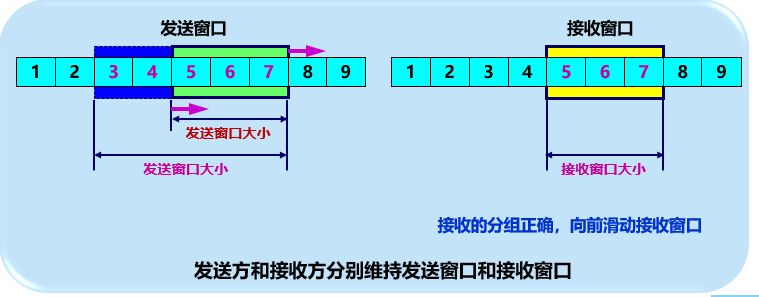 发送窗口
接收窗口
1 2 3 4 5 6 7 8 9
1 2 3 4 5 6 7 8 9
发送窗口大小
发送窗口大小
接收窗口大小
接收的分组正确，向前滑动接收窗口
发送方和接收方分别维持发送窗口和接收窗口